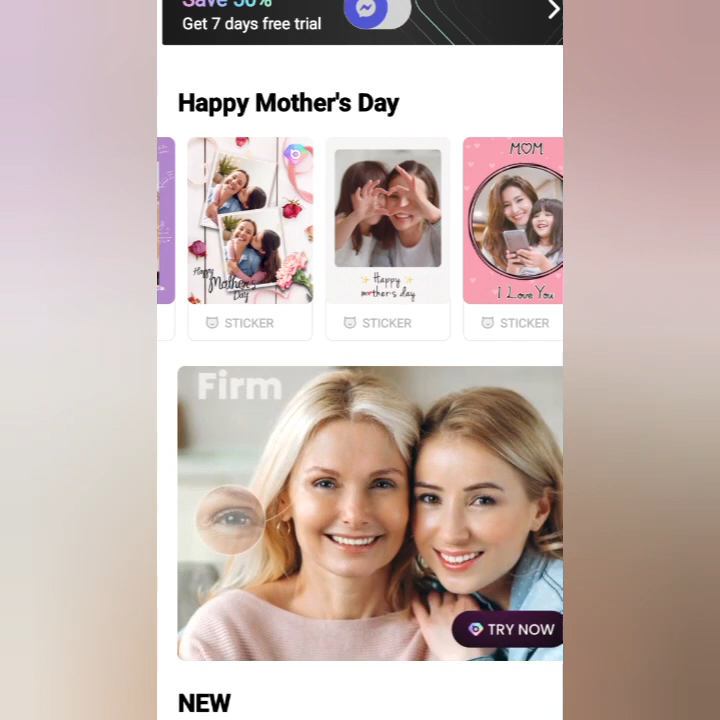 Save 50%
Get 7 days free trial
Happy Mother's Day
Happy
Mother's
Day
Happy
mother's day
MOM
I Love You
STICKER
STICKER
STICKER
Firm
TRY NOW
NEW